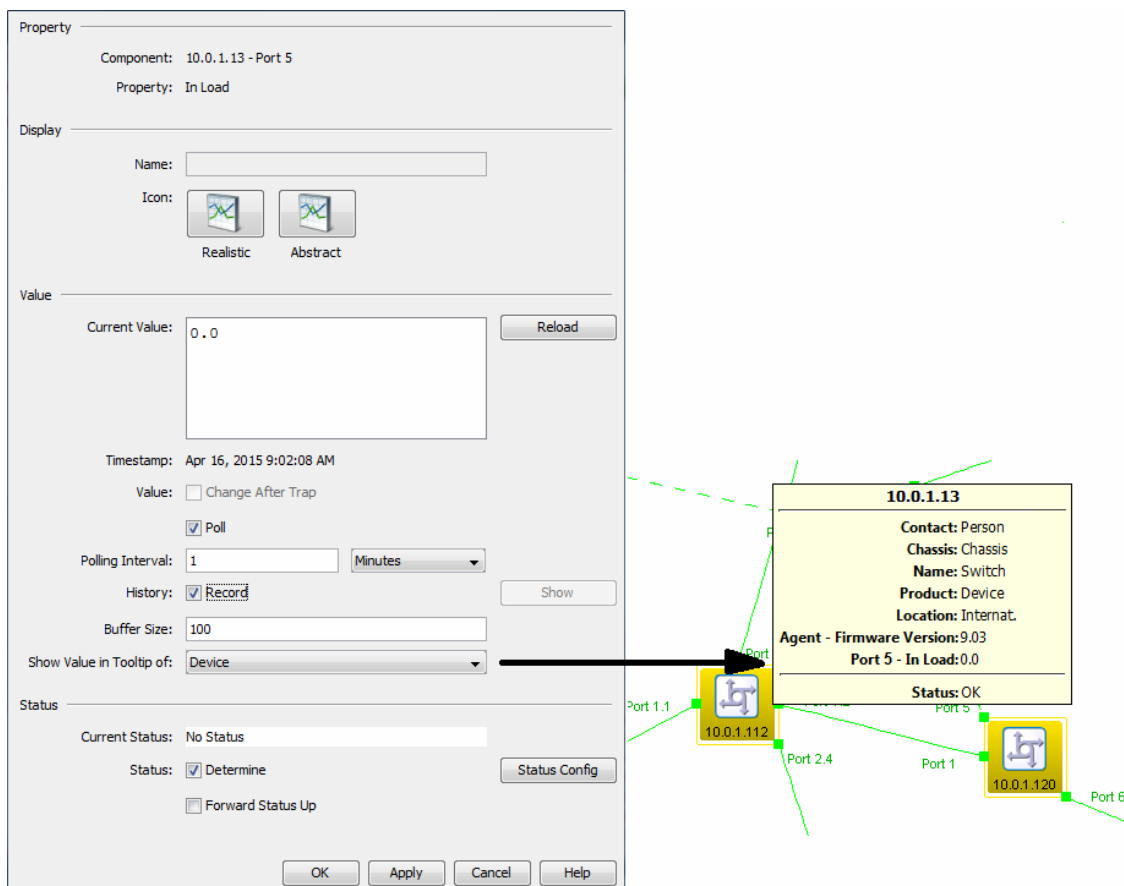 Property
Component: 10.0.1.13 - Port 5
Property: In Load
Display
Name:
Icon:
Realistic Abstract
Value
Current Value: 0.0 Reload
Timestamp: Apr 16, 2015 9:02:08 AM
Value: Change After Trap
Poll
Polling Interval: 1 Minutes
History: Record Show
Buffer Size: 100
Show Value in Tooltip of: Device
Status
Current Status: No Status
Status: Determine Status Config
Forward Status Up
OK Apply Cancel Help
10.0.1.13
Contact: Person
Chassis: Chassis
Name: Switch
Product: Device
Location: Internat.
Agent - Firmware Version: 9.03
Port 5 - In Load: 0.0
Status: OK
Port
Port 1.1
10.0.1.112
Port 5
Port 2.4
Port 1
10.0.1.120
Port 6